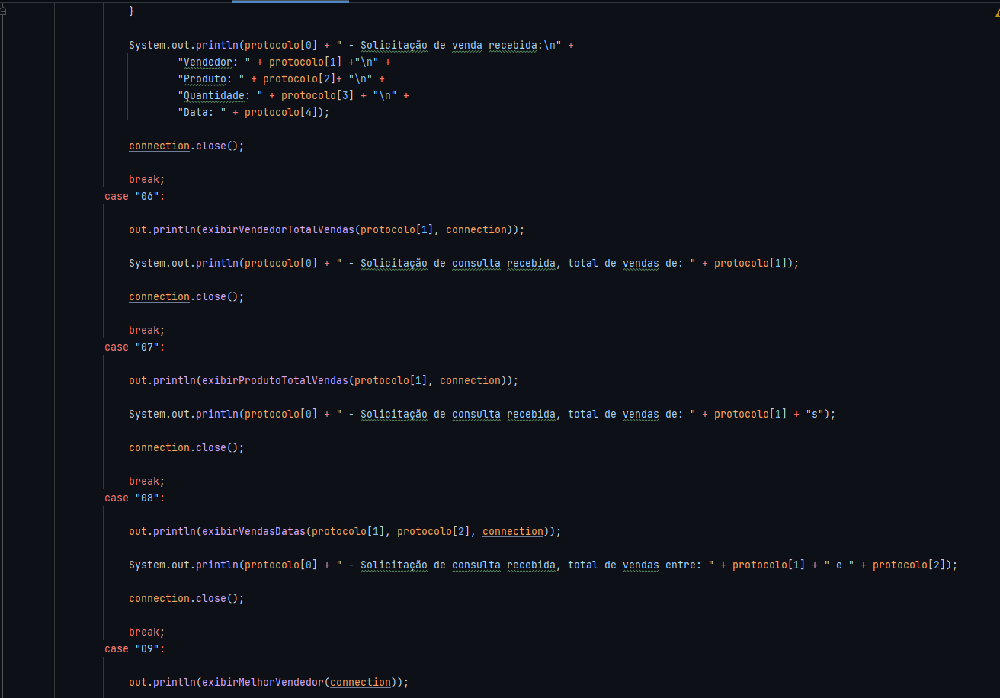 }
System.out.println(protocolo[0] + " - Solicitação de venda recebida:\n" +
"Vendedor: " + protocolo[1] +"\n" +
"Produto: " + protocolo[2]+ "\n" +
"Quantidade: " + protocolo[3] + "\n" +
"Data: " + protocolo[4]);
connection.close();
break;
case "06":
out.println(exibirVendedorTotalVendas(protocolo[1], connection));
System.out.println(protocolo[0] + " - Solicitação de consulta recebida, total de vendas de: " + protocolo[1]);
connection.close();
break;
case "07":
out.println(exibirProdutoTotalVendas(protocolo[1], connection));
System.out.println(protocolo[0] + " - Solicitação de consulta recebida, total de vendas de: " + protocolo[1] + "s");
connection.close();
break;
case "08":
out.println(exibirVendasDatas(protocolo[1], protocolo[2], connection));
System.out.println(protocolo[0] + " - Solicitação de consulta recebida, total de vendas entre: " + protocolo[1] + " e " + protocolo[2]);
connection.close();
break;
case "09":
out.println(exibirMelhorVendedor(connection));